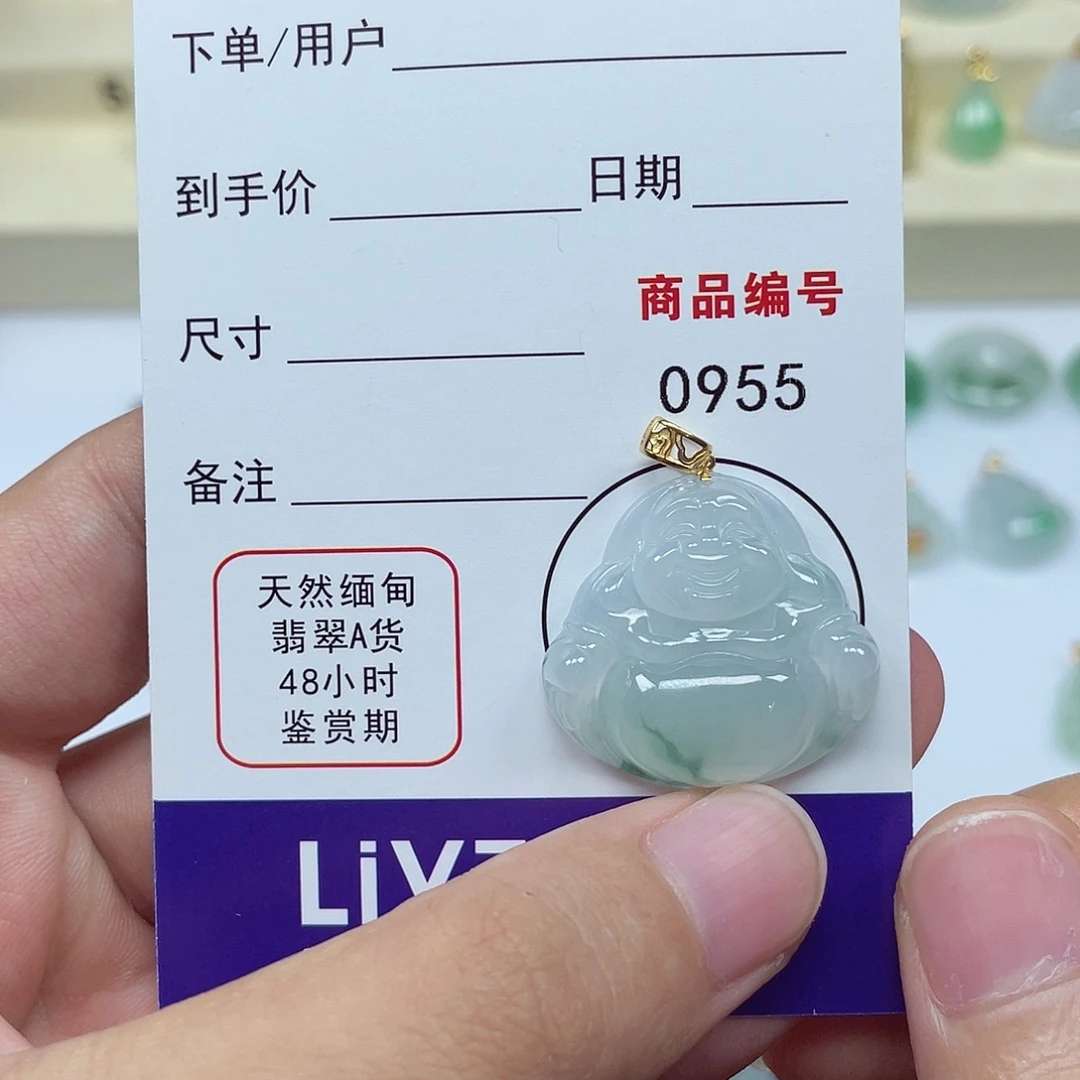 下单/用户
到手价 日期
尺寸
商品编号
0955
备注
天然缅甸
翡翠A货
48小时
鉴赏期